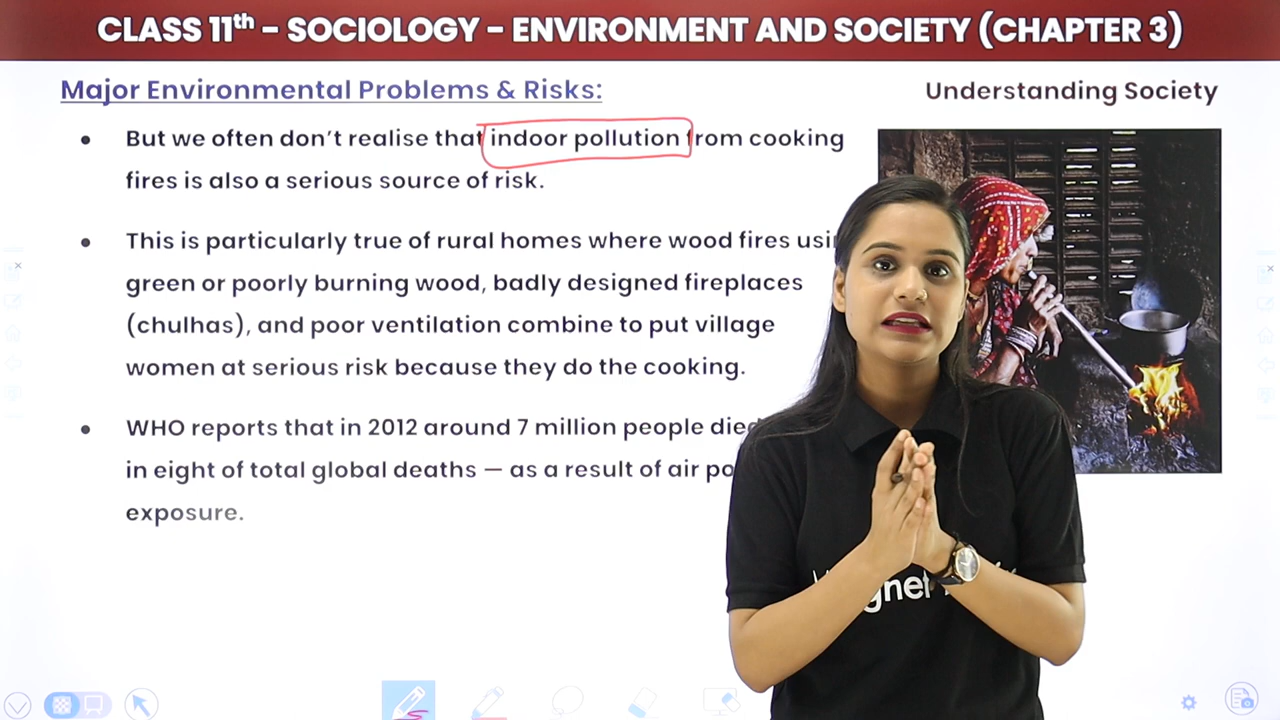 CLASS 11th – SOCIOLOGY – ENVIRONMENT AND SOCIETY (CHAPTER 3)
Major Environmental Problems & Risks:
Understanding Society
• But we often don't realise that indoor pollution from cooking
fires is also a serious source of risk.
• This is particularly true of rural homes where wood fires
green or poorly burning wood, badly designed fireplaces
(chulhas), and poor ventilation combine to put village
women at serious risk because they do the cooking.
• WHO reports that in 2012 around 7 million people died
in eight of total global deaths — as a result of air
exposure.